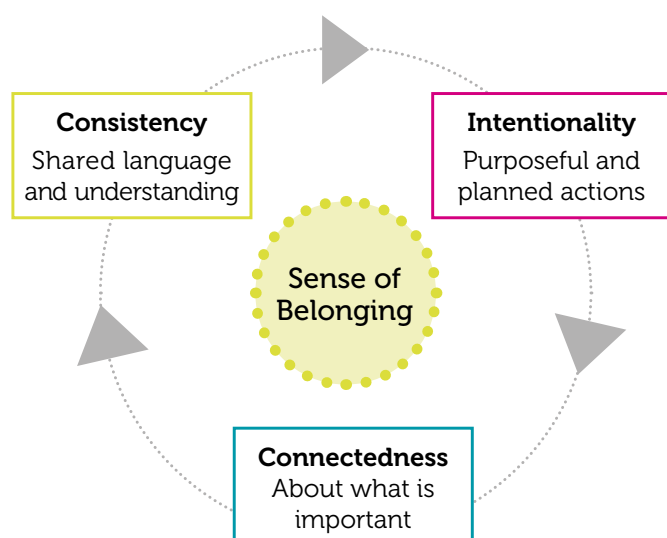 Consistency
Shared language
and understanding
Intentionality
Purposeful and
planned actions
Sense of
Belonging
Connectedness
About what is
important